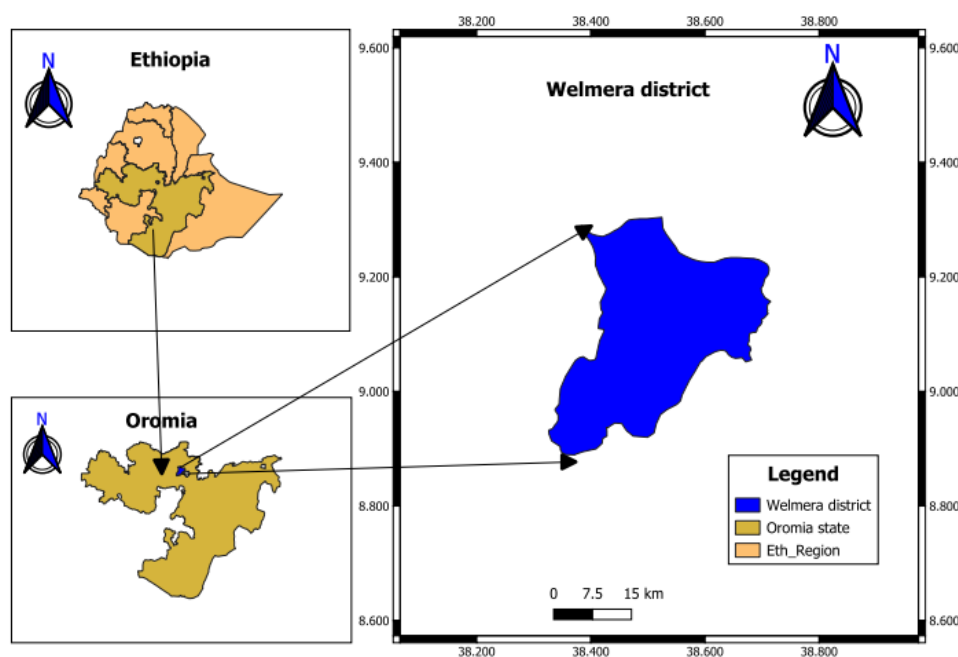 Ethiopia
N
Oromia
N
38.200 38.400 38.600 38.800
9.600 9.600
N
Welmera district
9.400 9.400
9.200 9.200
9.000 9.000
8.800 8.800
8.600 8.600
Legend
Welmera district
Oromia state
Eth_Region
0 7.5 15 km
38.200 38.400 38.600 38.800